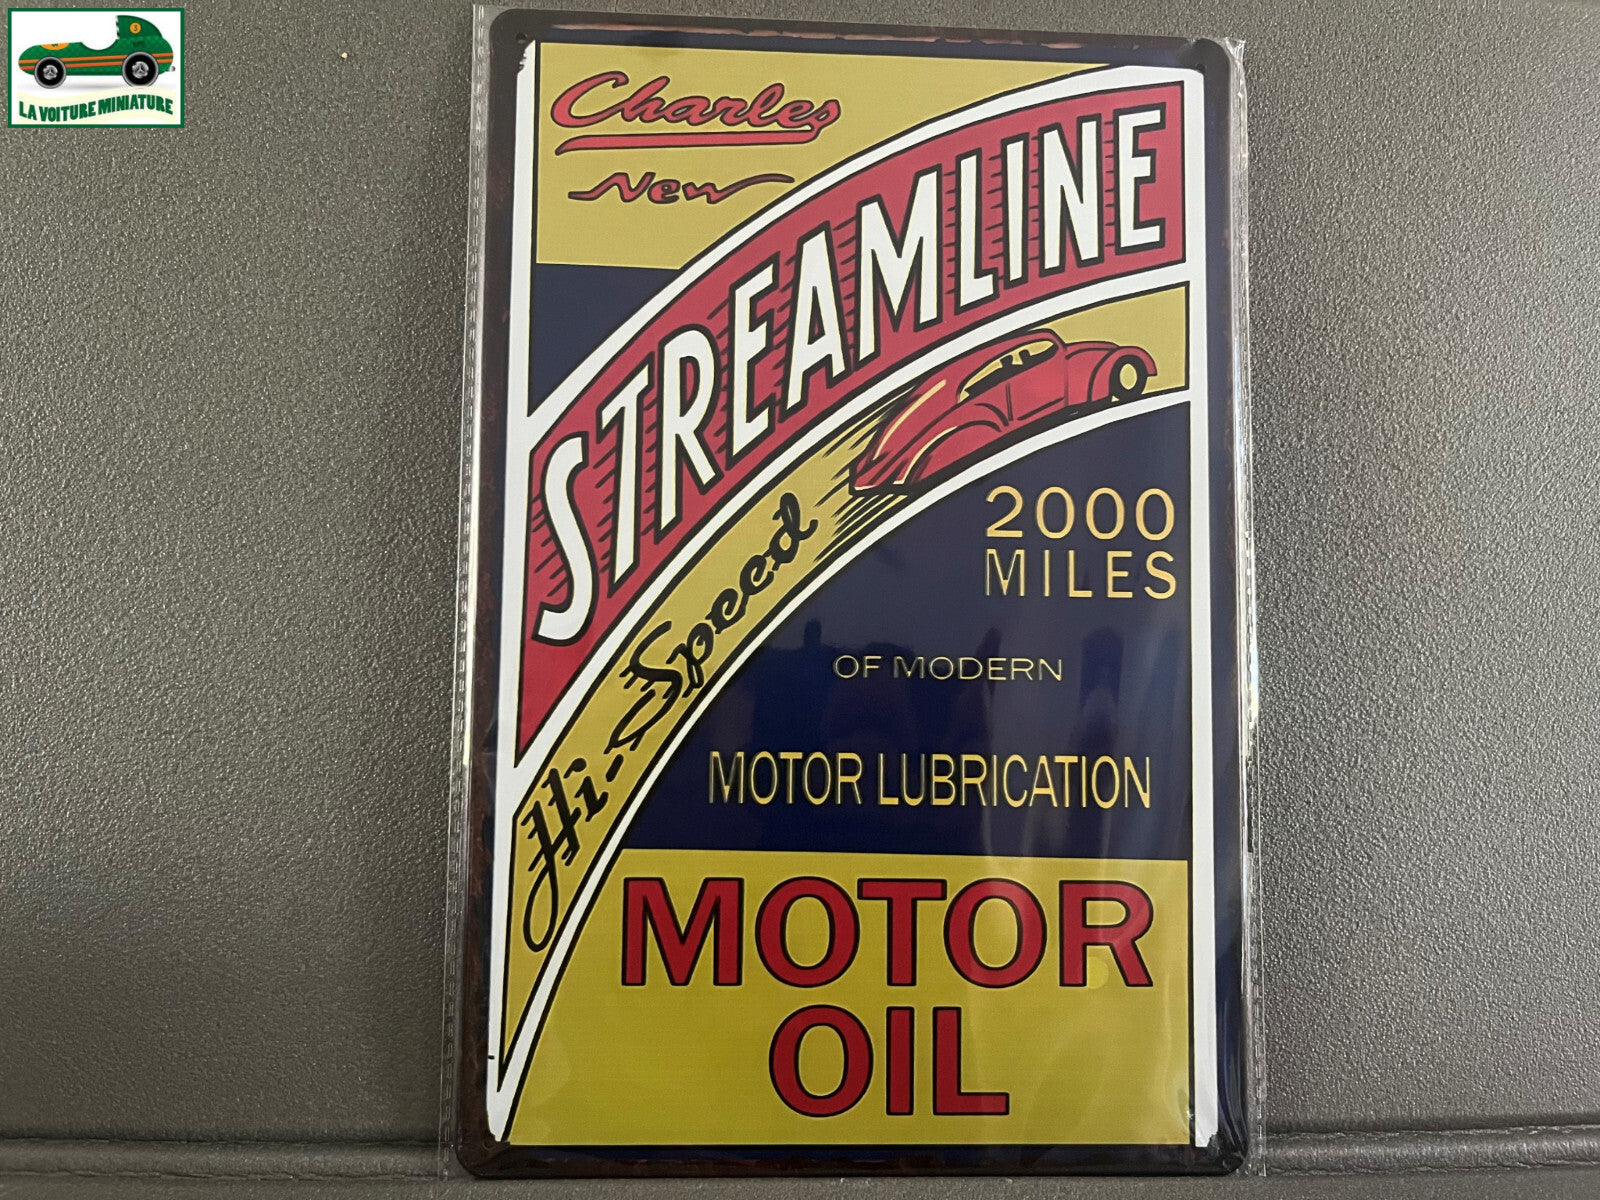 LA VOITURE MINIATURE
Charles
New
STREAMLINE
Hi-Speed
2000
MILES
OF MODERN
MOTOR LUBRICATION
MOTOR
OIL